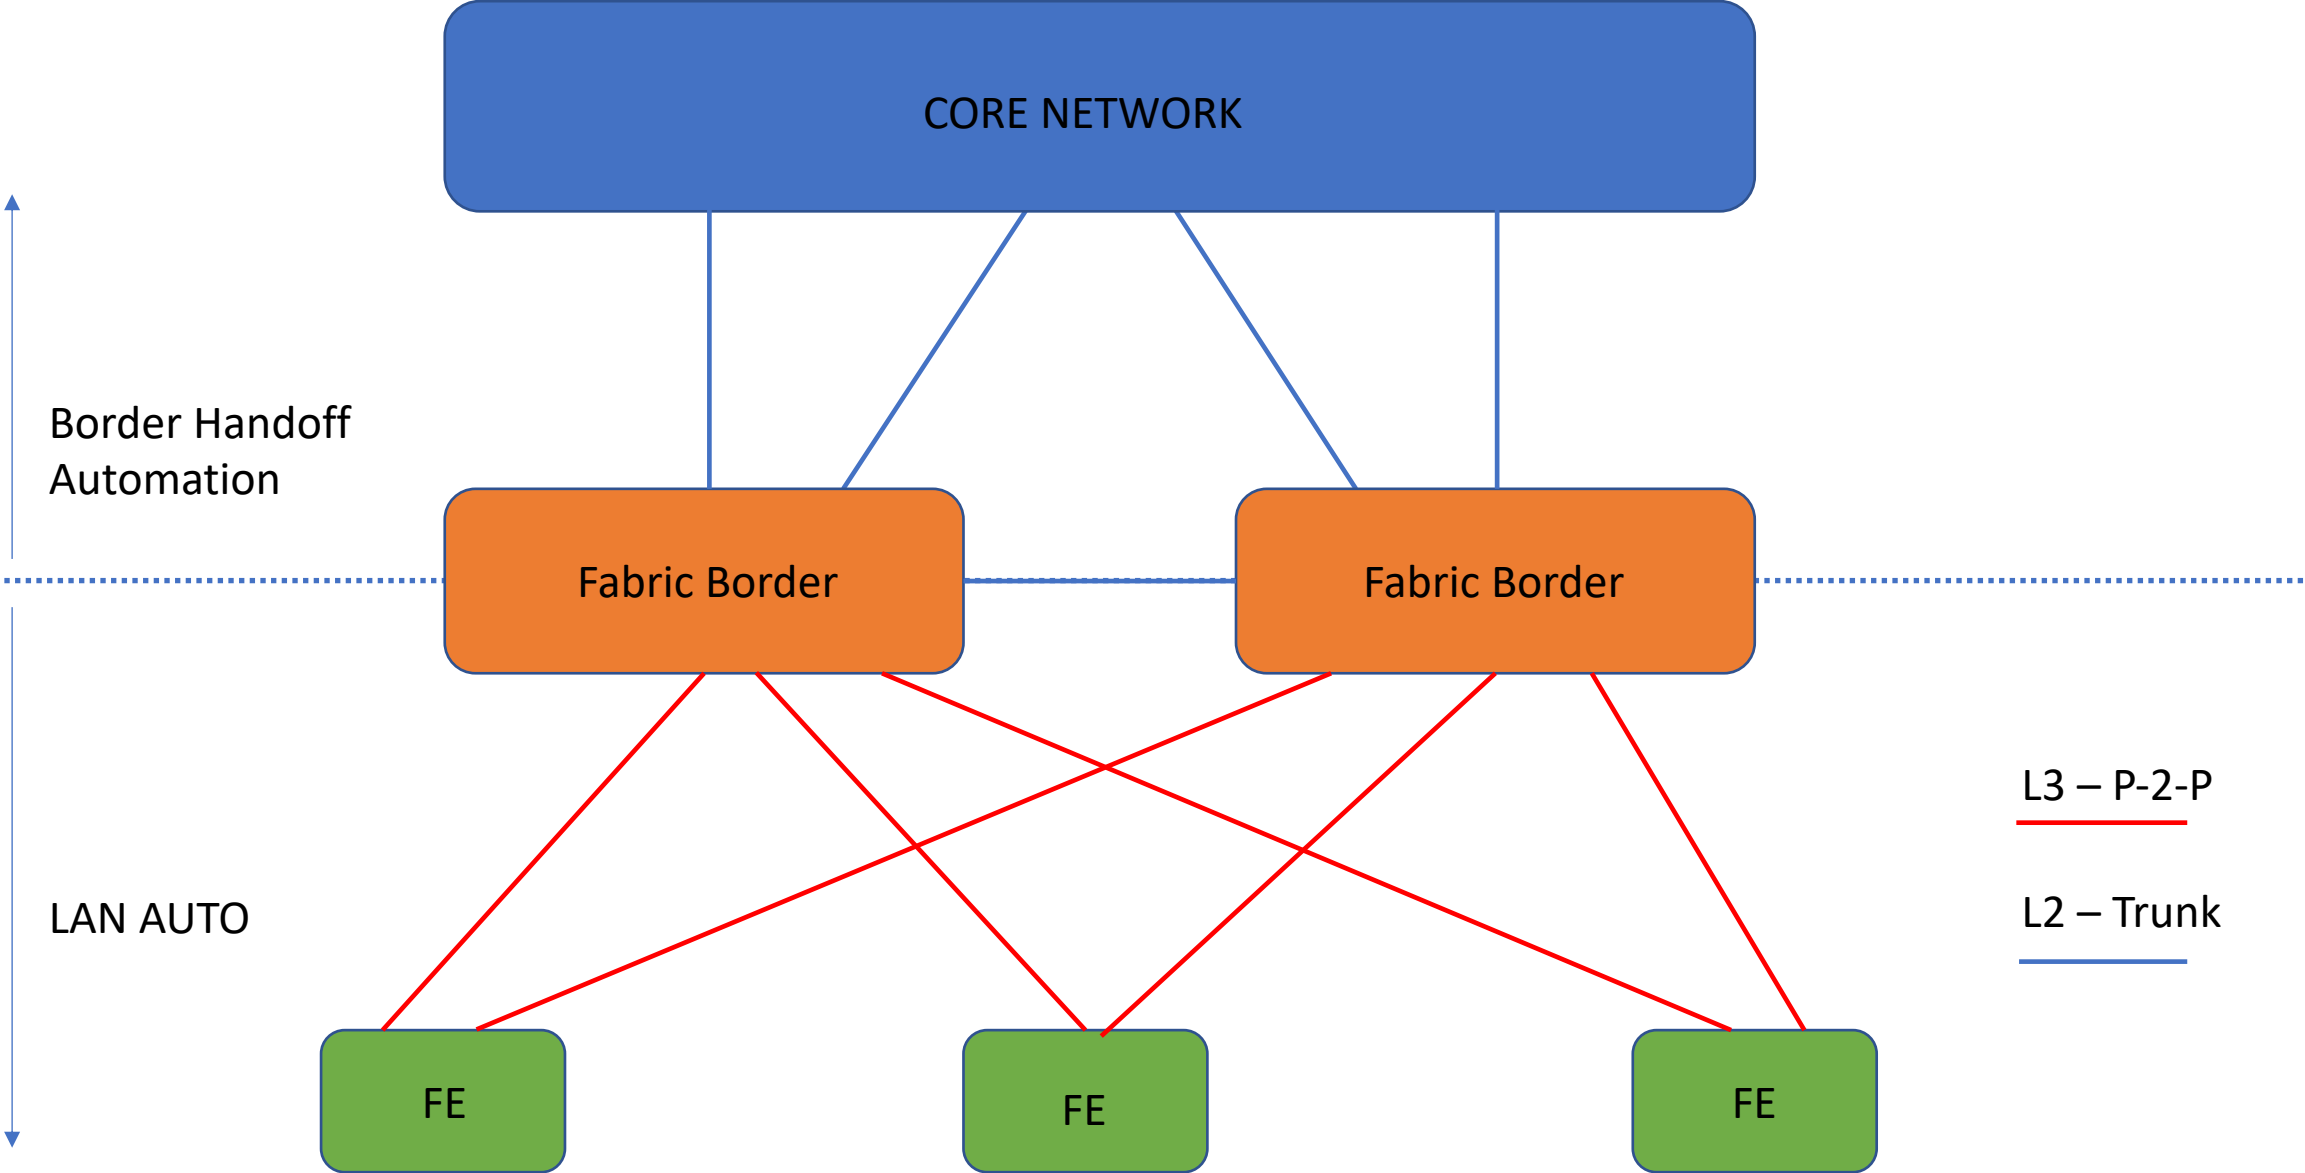 CORE NETWORK
Border Handoff
Automation
Fabric Border
Fabric Border
L3 – P-2-P
L2 – Trunk
LAN AUTO
FE
FE
FE